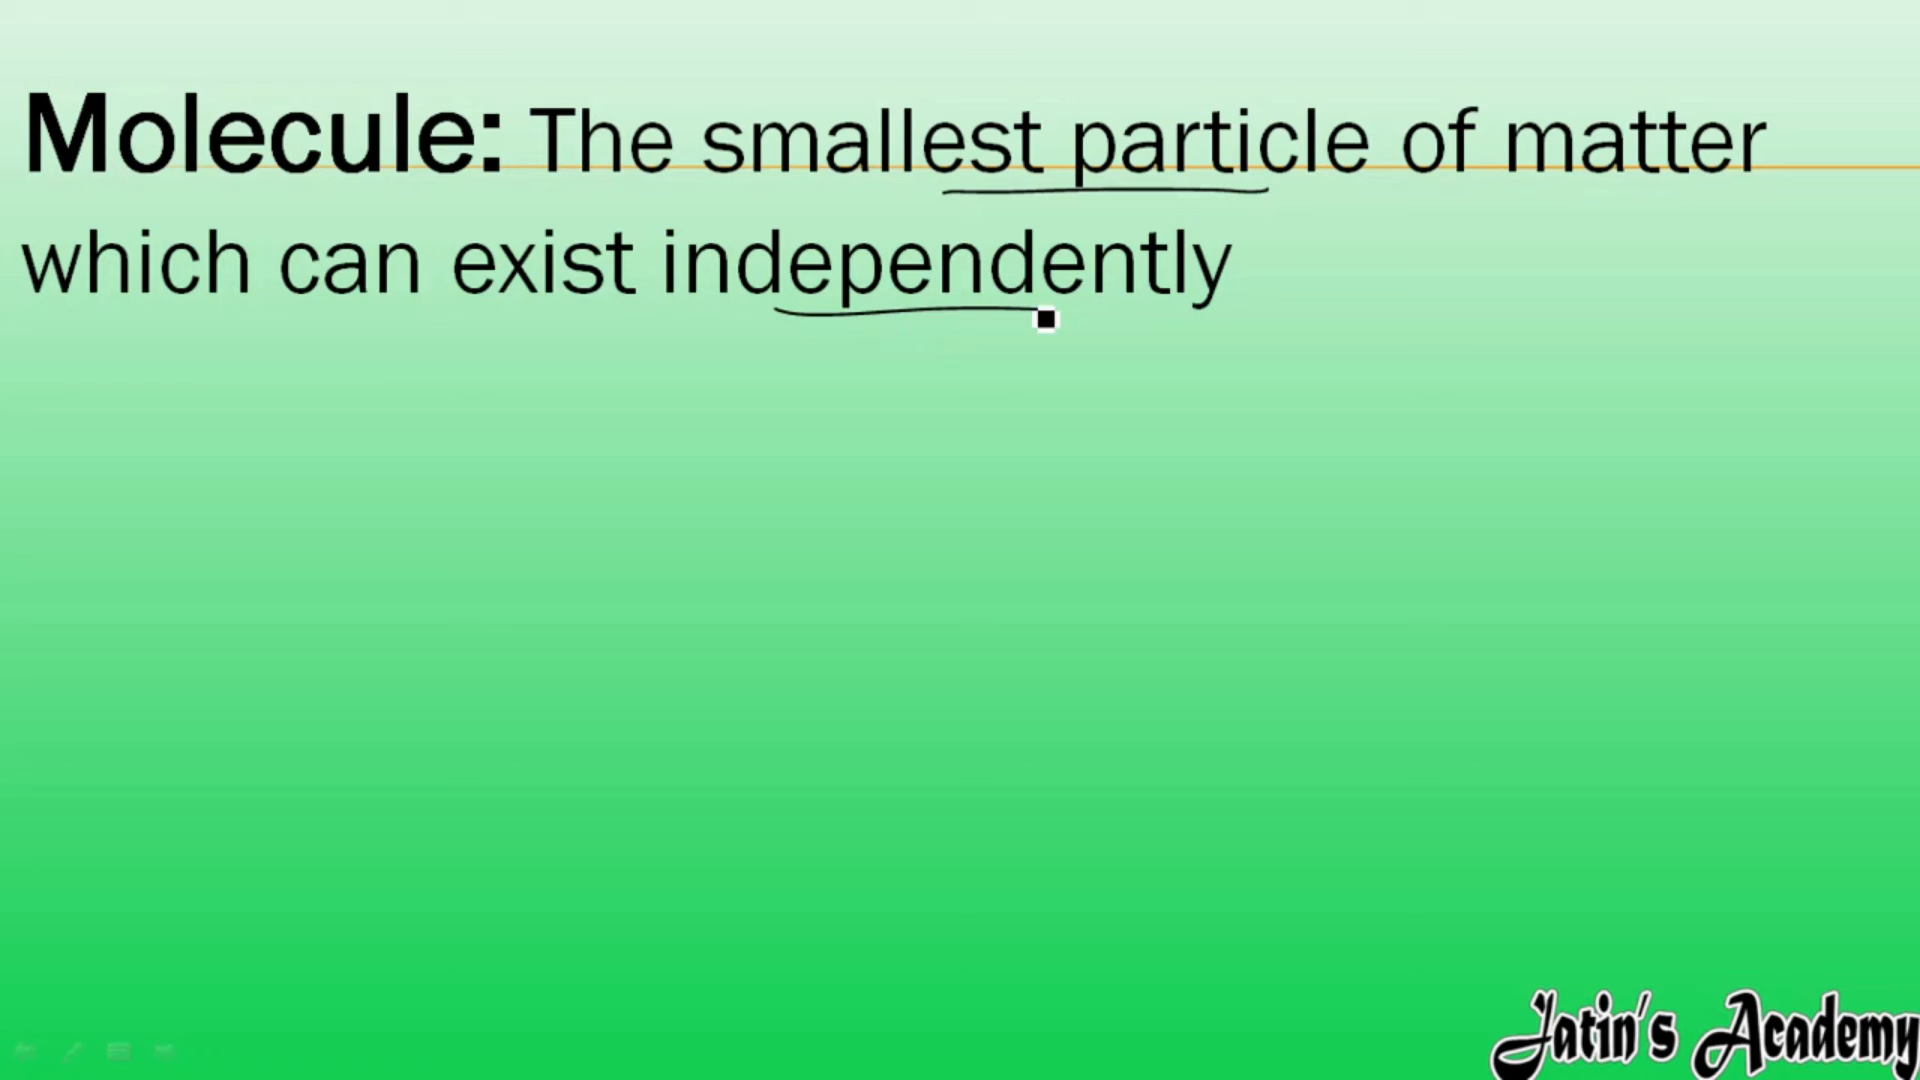 Molecule: The smallest particle of matter
which can exist independently
Jatin's Academy